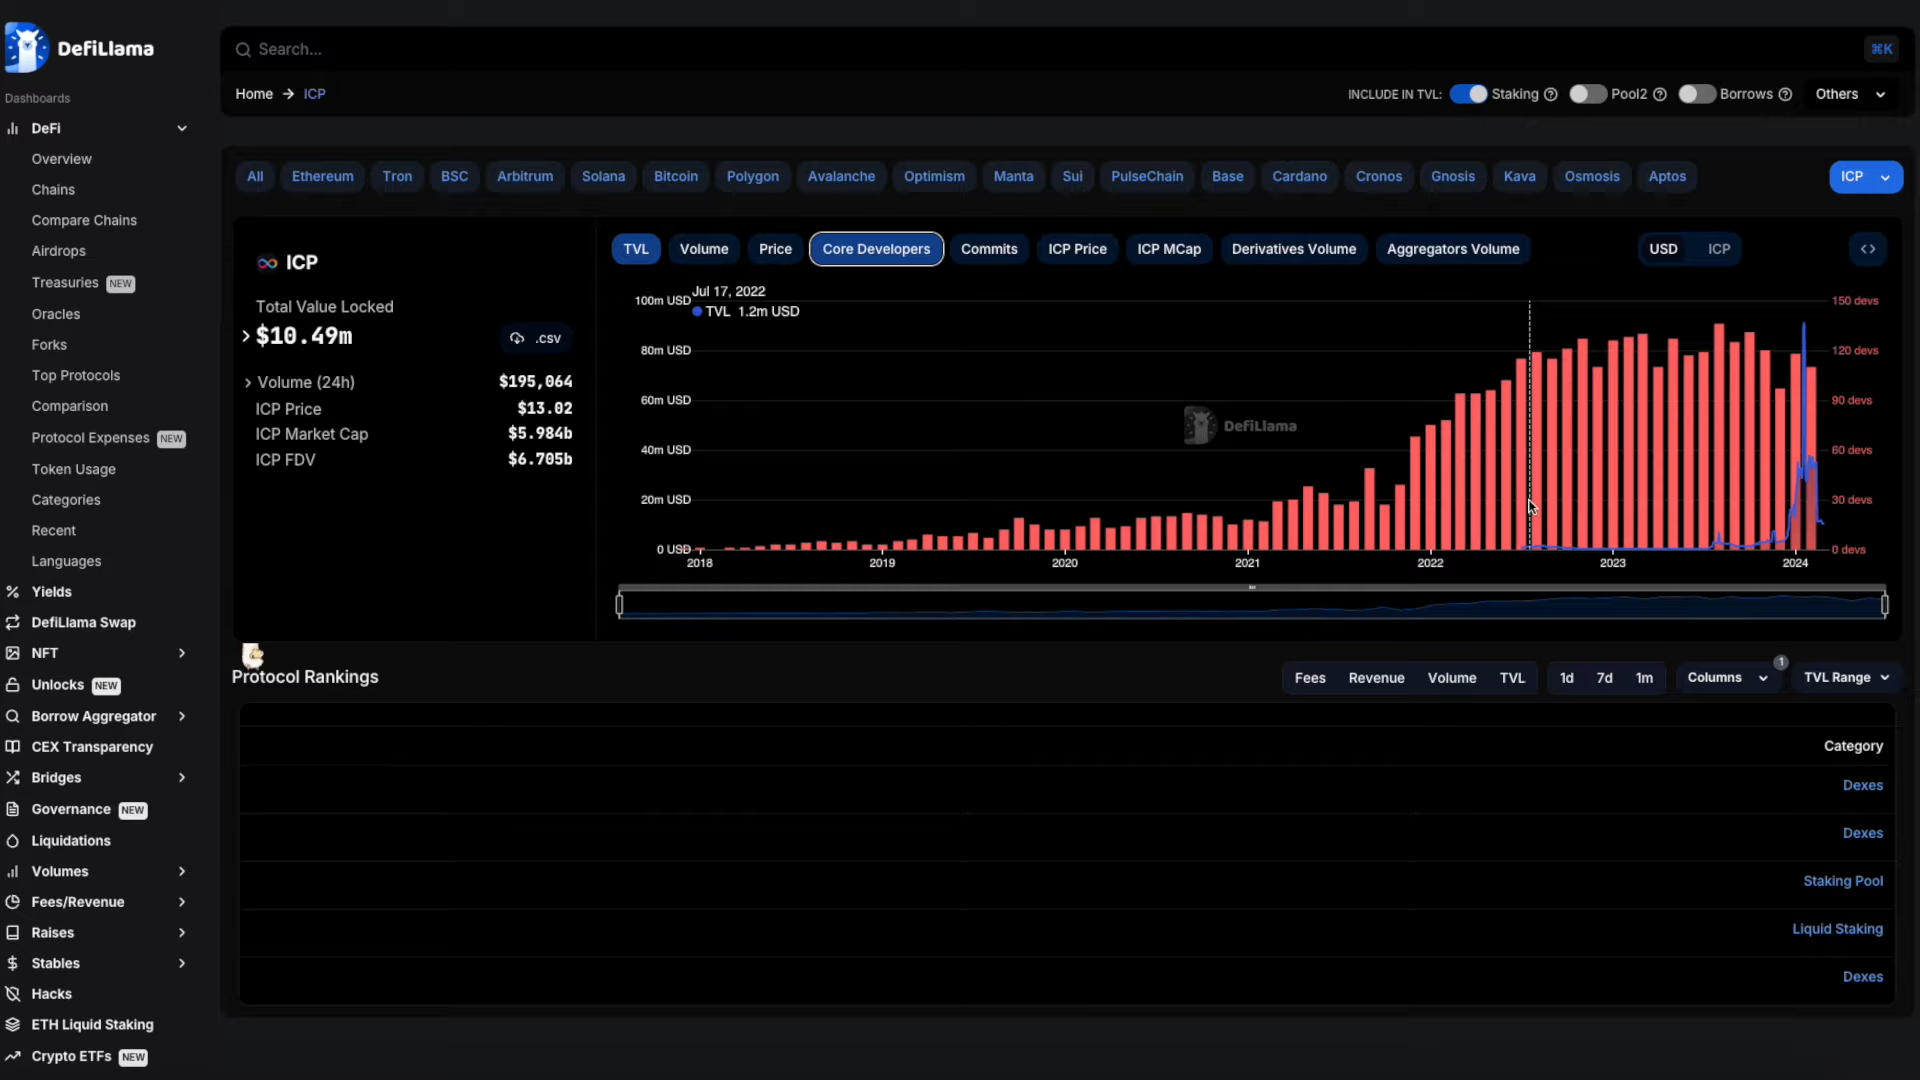 DefiLlama
Search...
⌘K
Home → ICP
INCLUDE IN TVL: Staking Pool2 Borrows Others
Dashboards
DeFi
Overview
Chains
Compare Chains
Airdrops
Treasuries NEW
Oracles
Forks
Top Protocols
Comparison
Protocol Expenses NEW
Token Usage
Categories
Recent
Languages
Yields
DefiLlama Swap
NFT
Unlocks NEW
Borrow Aggregator
CEX Transparency
Bridges
Governance NEW
Liquidations
Volumes
Fees/Revenue
Raises
Stables
Hacks
ETH Liquid Staking
Crypto ETFs NEW
All Ethereum Tron BSC Arbitrum Solana Bitcoin Polygon Avalanche Optimism Manta Sui PulseChain Base Cardano Cronos Gnosis Kava Osmosis Aptos ICP
ICP
Total Value Locked
$10.49m .csv
Volume (24h) $195,064
ICP Price $13.02
ICP Market Cap $5.984b
ICP FDV $6.705b
TVL Volume Price Core Developers Commits ICP Price ICP MCap Derivatives Volume Aggregators Volume USD ICP <>
Jul 17, 2022
TVL 1.2m USD
100m USD 150 devs
80m USD 120 devs
60m USD 90 devs
DefiLlama
40m USD 60 devs
20m USD 30 devs
0 USD 0 devs
2018 2019 2020 2021 2022 2023 2024
Protocol Rankings
Fees Revenue Volume TVL 1d 7d 1m Columns 1 TVL Range
Category
Dexes
Dexes
Staking Pool
Liquid Staking
Dexes